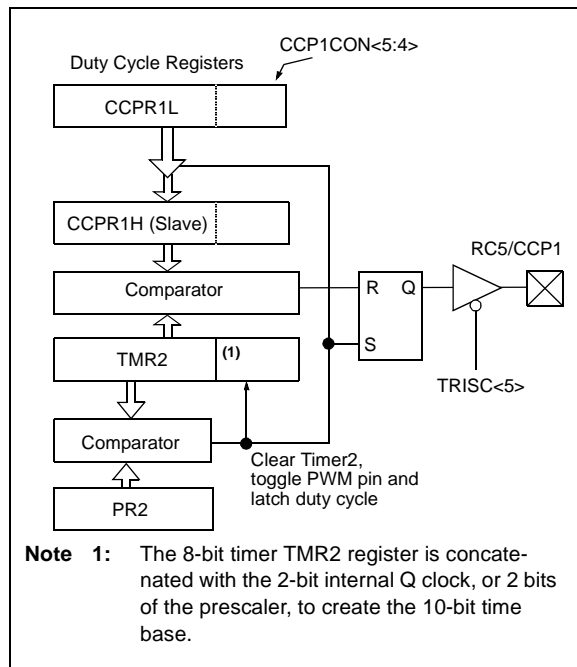 CCP1CON<5:4>
Duty Cycle Registers
CCPR1L
CCPR1H (Slave)
RC5/CCP1
Comparator
R Q
TMR2 (1)
S
TRISC<5>
Comparator
Clear Timer2,
toggle PWM pin and
latch duty cycle
PR2
Note 1: The 8-bit timer TMR2 register is concate-
nated with the 2-bit internal Q clock, or 2 bits
of the prescaler, to create the 10-bit time
base.